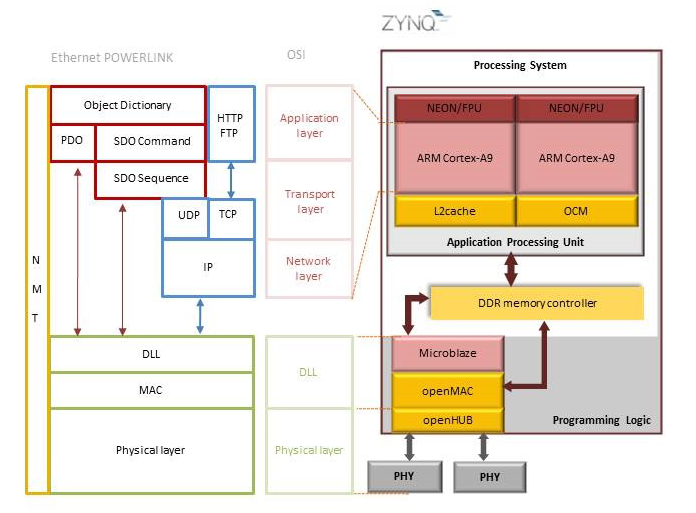 ZYNQ
Ethernet POWERLINK
OSI
Processing System
Object Dictionary
HTTP
FTP
PDO
SDO Command
SDO Sequence
UDP
TCP
IP
N
M
T
DLL
MAC
Physical layer
Application
layer
Transport
layer
Network
layer
DLL
Physical layer
NEON/FPU
NEON/FPU
ARM Cortex-A9
ARM Cortex-A9
L2cache
OCM
Application Processing Unit
DDR memory controller
Microblaze
openMAC
openHUB
Programming Logic
PHY
PHY